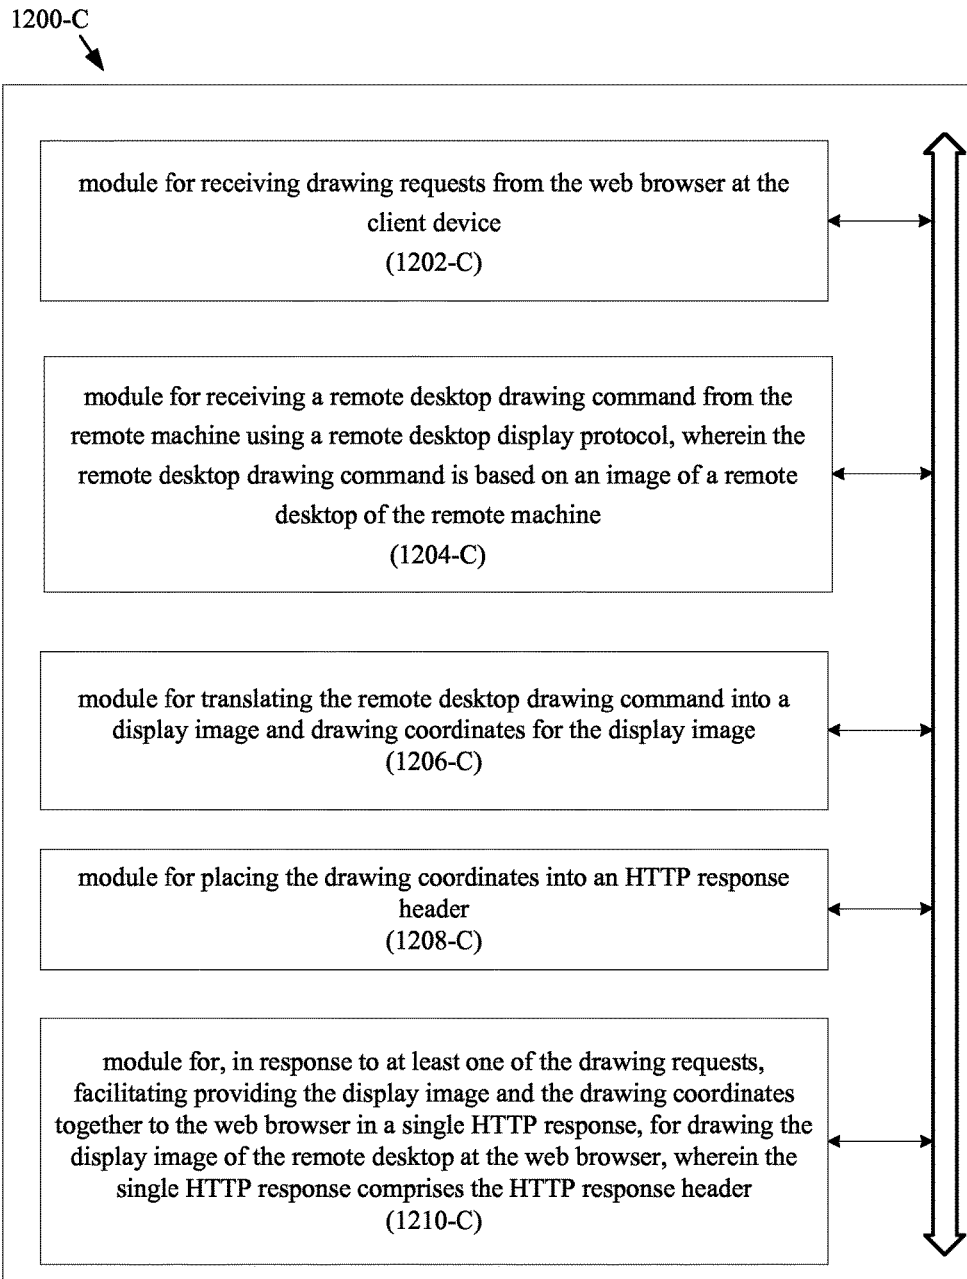 1200-C
module for receiving drawing requests from the web browser at the
client device
(1202-C)
module for receiving a remote desktop drawing command from the
remote machine using a remote desktop display protocol, wherein the
remote desktop drawing command is based on an image of a remote
desktop of the remote machine
(1204-C)
module for translating the remote desktop drawing command into a
display image and drawing coordinates for the display image
(1206-C)
module for placing the drawing coordinates into an HTTP response
header
(1208-C)
module for, in response to at least one of the drawing requests,
facilitating providing the display image and the drawing coordinates
together to the web browser in a single HTTP response, for drawing the
display image of the remote desktop at the web browser, wherein the
single HTTP response comprises the HTTP response header
(1210-C)